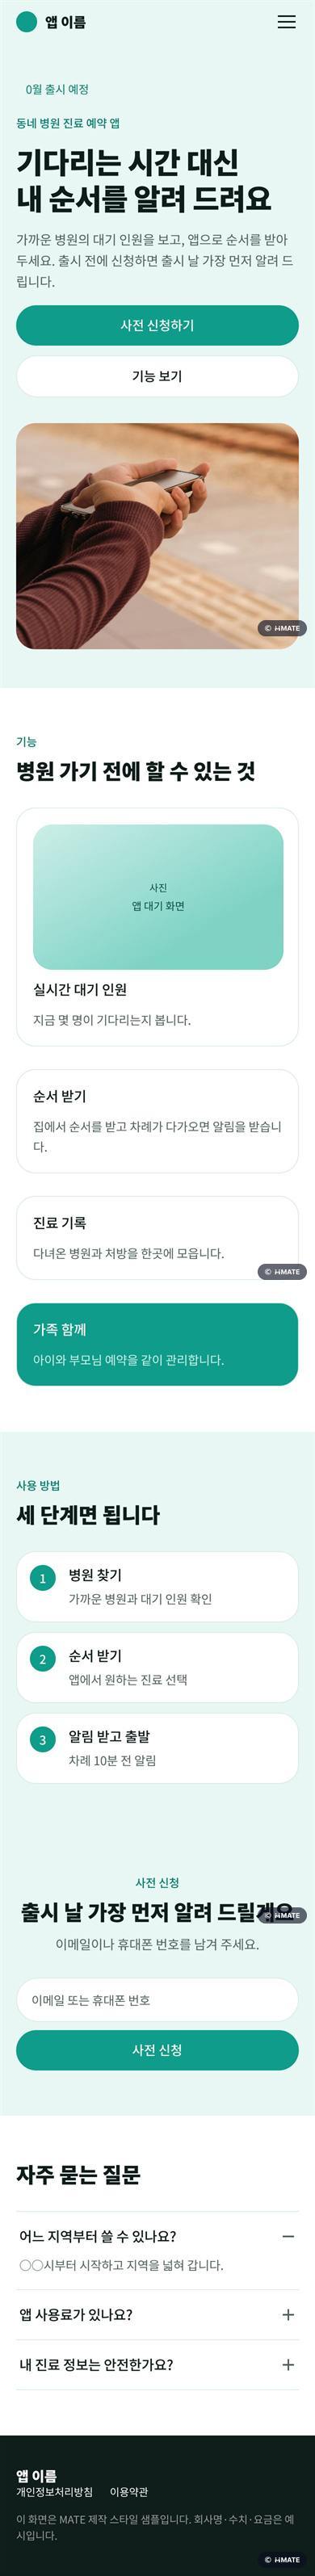 앱 이름
0월 출시 예정
동네 병원 진료 예약 앱
기다리는 시간 대신
내 순서를 알려 드려요
가까운 병원의 대기 인원을 보고, 앱으로 순서를 받아
두세요. 출시 전에 신청하면 출시 날 가장 먼저 알려 드
립니다.
사전 신청하기
기능 보기
© HMATE
기능
병원 가기 전에 할 수 있는 것
사진
앱 대기 화면
실시간 대기 인원
지금 몇 명이 기다리는지 봅니다.
순서 받기
집에서 순서를 받고 차례가 다가오면 알림을 받습니
다.
진료 기록
다녀온 병원과 처방을 한곳에 모읍니다.
© HMATE
가족 함께
아이와 부모님 예약을 같이 관리합니다.
사용 방법
세 단계면 됩니다
1 병원 찾기
가까운 병원과 대기 인원 확인
2 순서 받기
앱에서 원하는 진료 선택
3 알림 받고 출발
차례 10분 전 알림
사전 신청
출시 날 가장 먼저 알려 드릴게요
© HMATE
이메일이나 휴대폰 번호를 남겨 주세요.
이메일 또는 휴대폰 번호
사전 신청
자주 묻는 질문
어느 지역부터 쓸 수 있나요?
○○시부터 시작하고 지역을 넓혀 갑니다.
앱 사용료가 있나요?
내 진료 정보는 안전한가요?
앱 이름
개인정보처리방침 이용약관
이 화면은 MATE 제작 스타일 샘플입니다. 회사명·수치·요금은 예
시입니다.
© HMATE